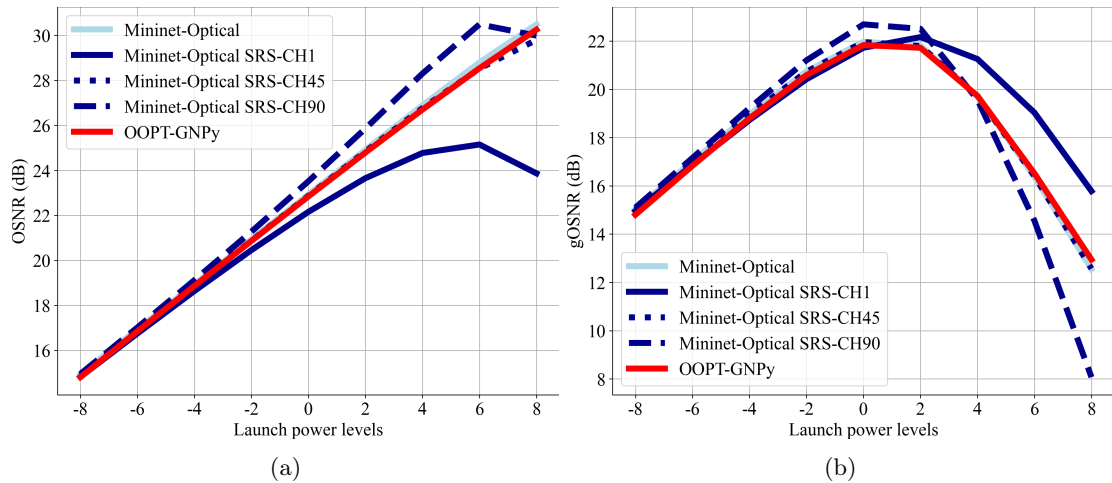 30
28
26
24
22
20
18
16
OSNR (dB)
-8 -6 -4 -2 0 2 4 6 8
Launch power levels
Mininet-Optical
Mininet-Optical SRS-CH1
Mininet-Optical SRS-CH45
Mininet-Optical SRS-CH90
OOPT-GNPy
(a)
22
20
18
16
14
12
10
8
gOSNR (dB)
-8 -6 -4 -2 0 2 4 6 8
Launch power levels
Mininet-Optical
Mininet-Optical SRS-CH1
Mininet-Optical SRS-CH45
Mininet-Optical SRS-CH90
OOPT-GNPy
(b)